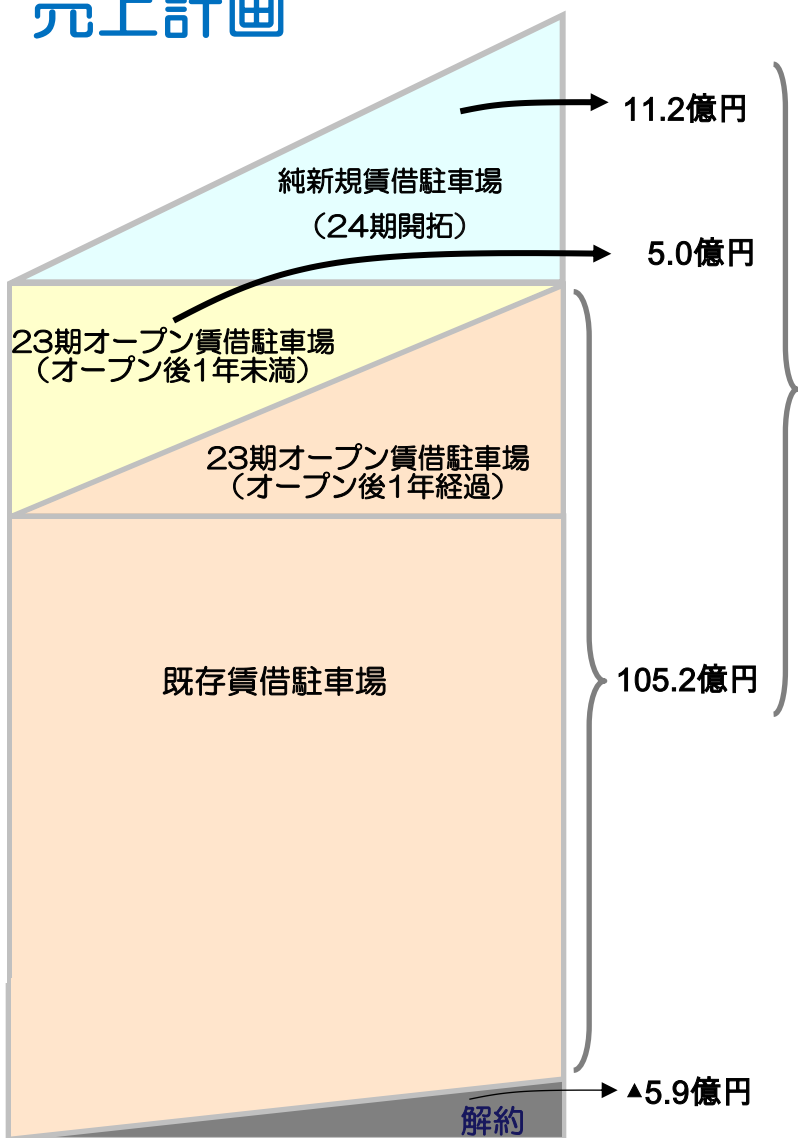 売上計画
11.2億円
純新規賃借駐車場
（24期開拓）
5.0億円
23期オープン賃借駐車場
（オープン後1年未満）
23期オープン賃借駐車場
（オープン後1年経過）
既存賃借駐車場
105.2億円
▲5.9億円
解約